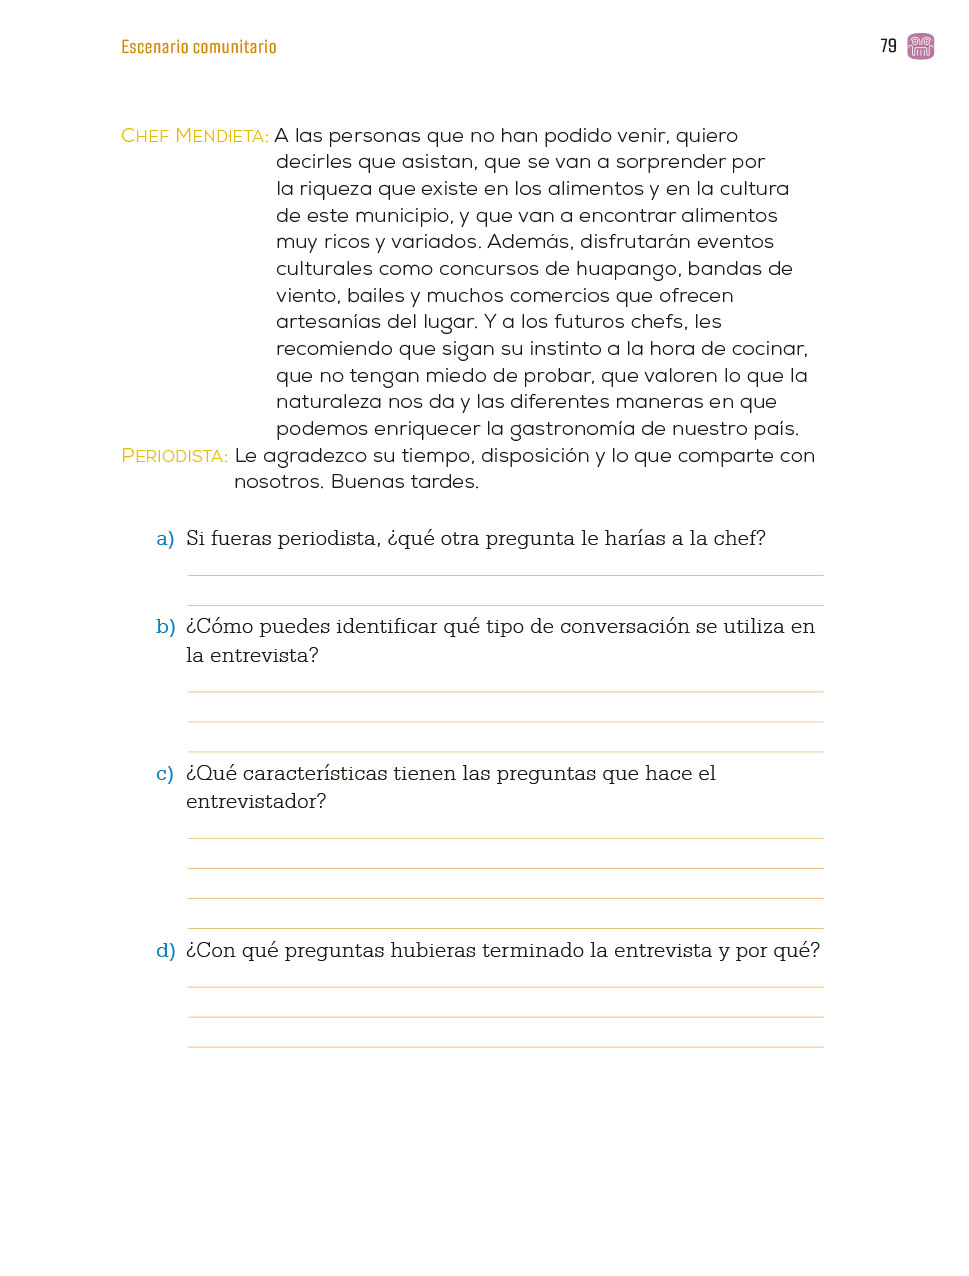 Escenario comunitario
79
CHEF MENDIETA: A las personas que no han podido venir, quiero
decirles que asistan, que se van a sorprender por
la riqueza que existe en los alimentos y en la cultura
de este municipio, y que van a encontrar alimentos
muy ricos y variados. Además, disfrutarán eventos
culturales como concursos de huapango, bandas de
viento, bailes y muchos comercios que ofrecen
artesanías del lugar. Y a los futuros chefs, les
recomiendo que sigan su instinto a la hora de cocinar,
que no tengan miedo de probar, que valoren lo que la
naturaleza nos da y las diferentes maneras en que
podemos enriquecer la gastronomía de nuestro país.
PERIODISTA: Le agradezco su tiempo, disposición y lo que comparte con
nosotros. Buenas tardes.
a) Si fueras periodista, ¿qué otra pregunta le harías a la chef?
b) ¿Cómo puedes identificar qué tipo de conversación se utiliza en
la entrevista?
c) ¿Qué características tienen las preguntas que hace el
entrevistador?
d) ¿Con qué preguntas hubieras terminado la entrevista y por qué?